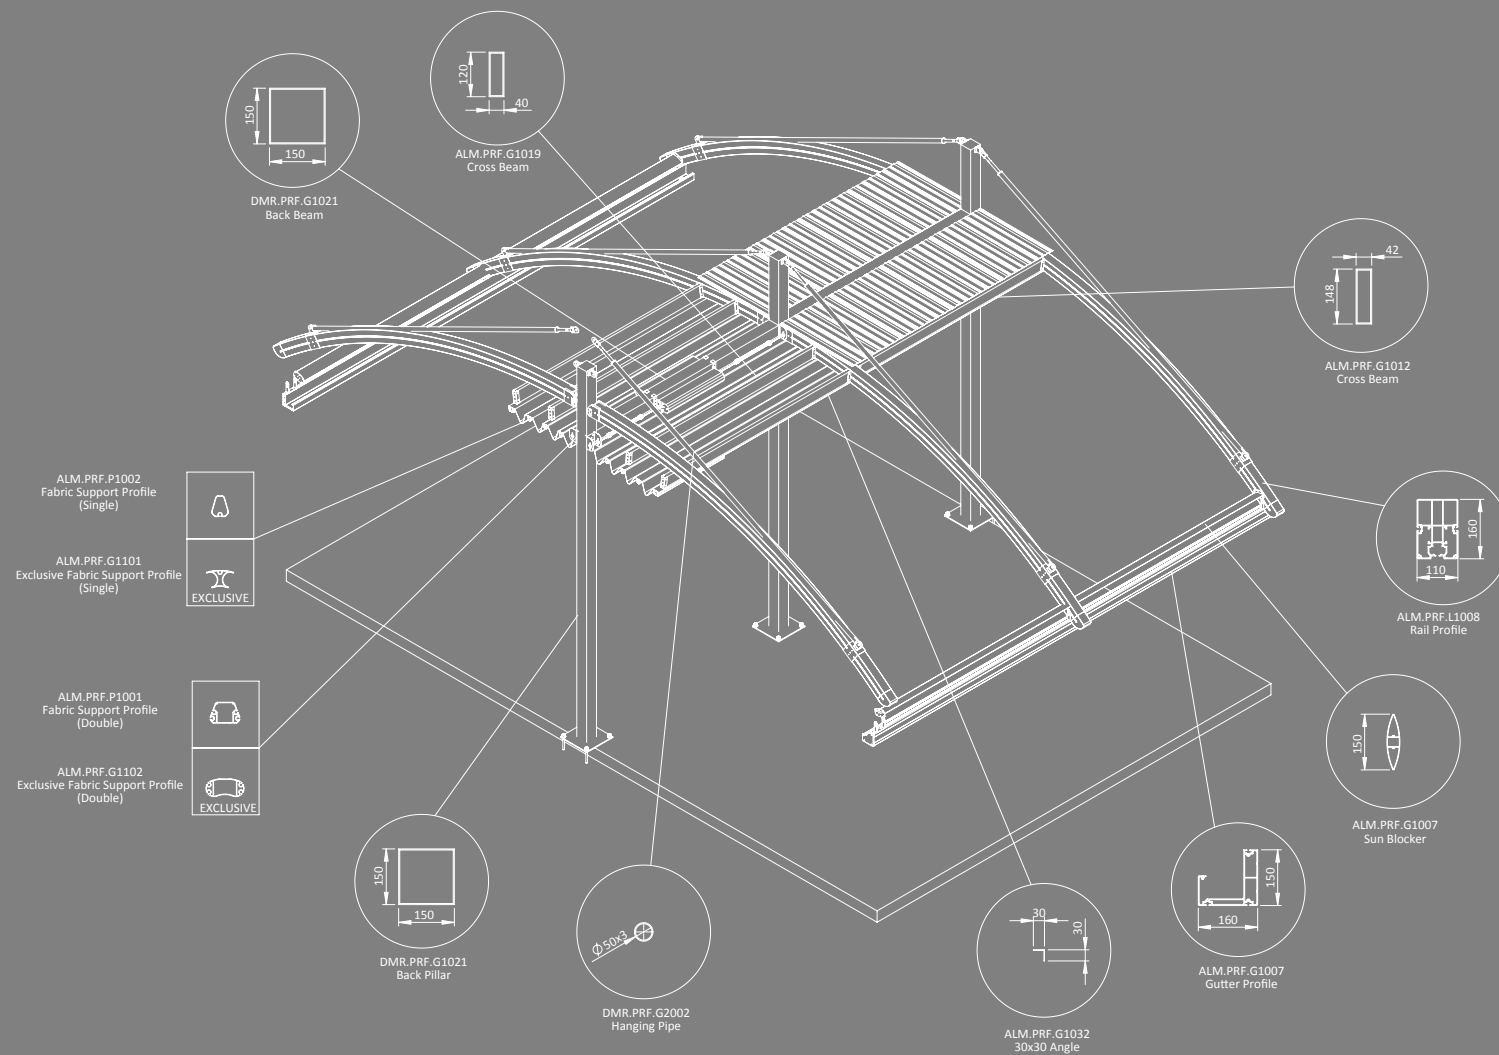 120
40
ALM.PRF.G1019
Cross Beam
150
150
DMR.PRF.G1021
Back Beam
42
148
ALM.PRF.G1012
Cross Beam
ALM.PRF.P1002
Fabric Support Profile
(Single)
ALM.PRF.G1101
Exclusive Fabric Support Profile
(Single)
EXCLUSIVE
160
110
ALM.PRF.L1008
Rail Profile
ALM.PRF.P1001
Fabric Support Profile
(Double)
ALM.PRF.G1102
Exclusive Fabric Support Profile
(Double)
EXCLUSIVE
150
ALM.PRF.G1007
Sun Blocker
150
150
DMR.PRF.G1021
Back Pillar
Ø50x3
DMR.PRF.G2002
Hanging Pipe
30
30
ALM.PRF.G1032
30x30 Angle
150
160
ALM.PRF.G1007
Gutter Profile